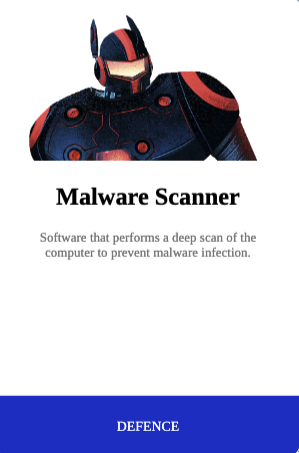 Malware Scanner
Software that performs a deep scan of the
computer to prevent malware infection.
DEFENCE